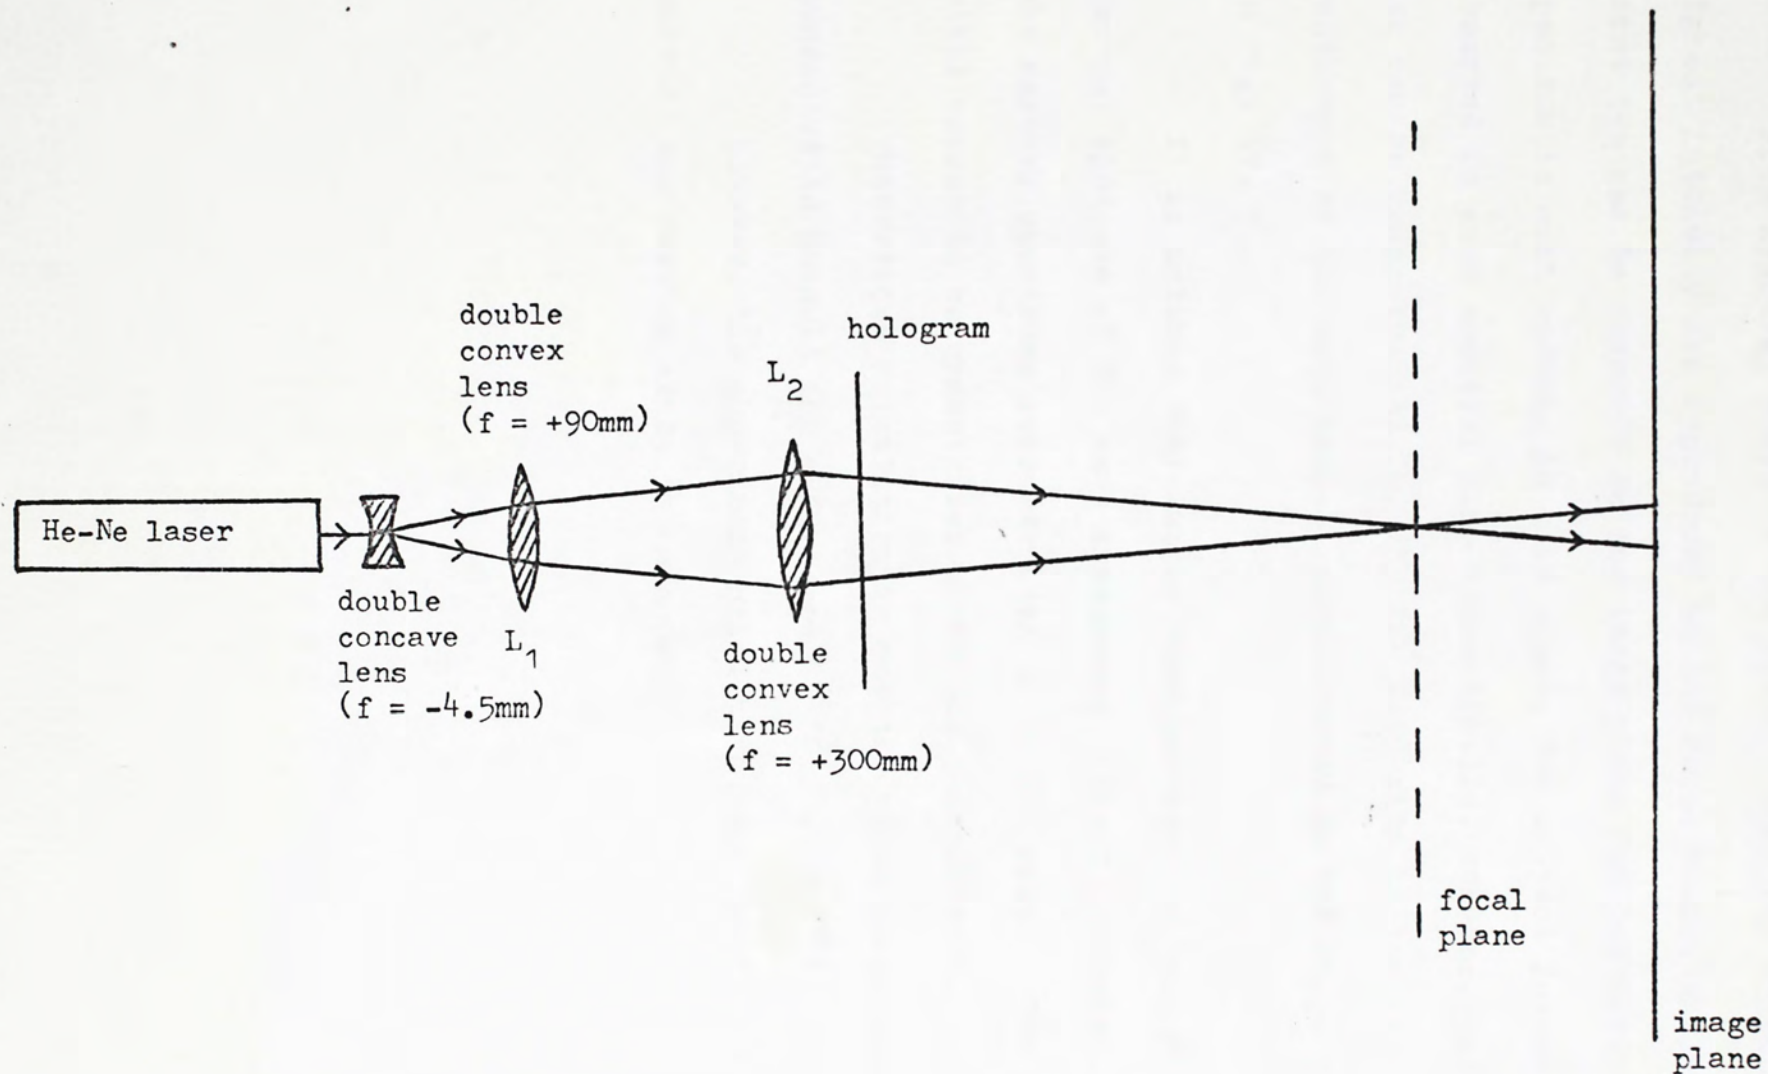 double
convex
lens
(f = +90mm)
L2
hologram
He-Ne laser
double
concave
lens
(f = -4.5mm)
L1
double
convex
lens
(f = +300mm)
focal
plane
image
plane